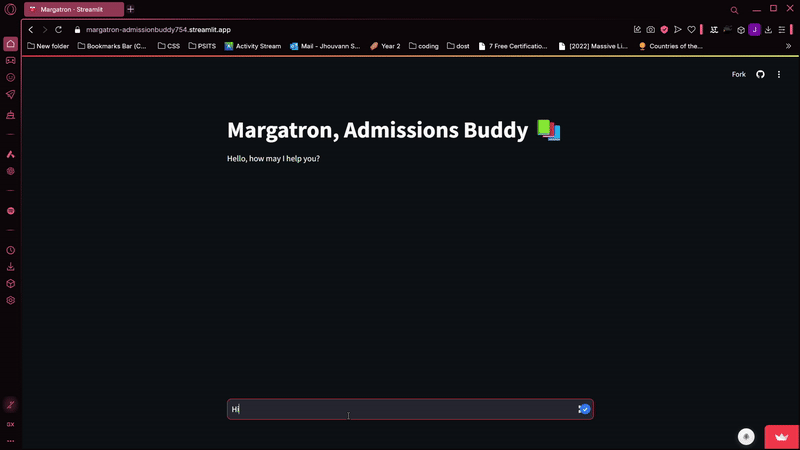 Margatron · Streamlit
margatron-admissionbuddy754.streamlit.app
New folder
Bookmarks Bar (C...
CSS
PSITS
Activity Stream
Mail - Jhouvann S...
Year 2
coding
dost
7 Free Certificatio...
[2022] Massive Li...
Countries of the...
Fork
Margatron, Admissions Buddy
Hello, how may I help you?
Hi
GX
J